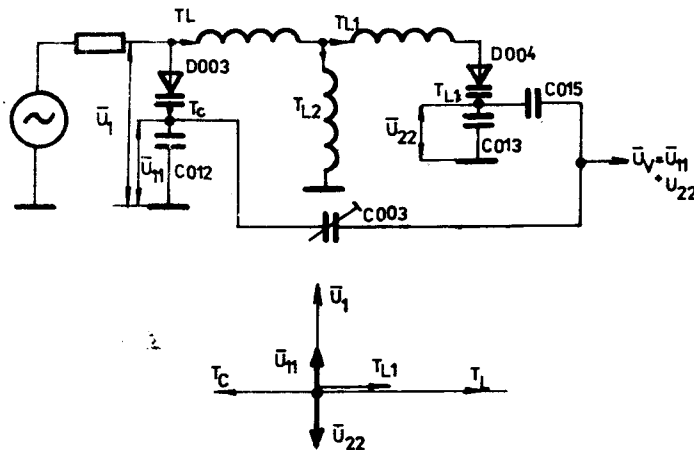 TL
TL1
D003
D004
Ū1
Tc
TL2
TL1
C015
Ū22
Ū11
C012
C013
Ūv = Ū11
+ U22
C003
Ū1
Ū11
Tc
TL1
TL
Ū22